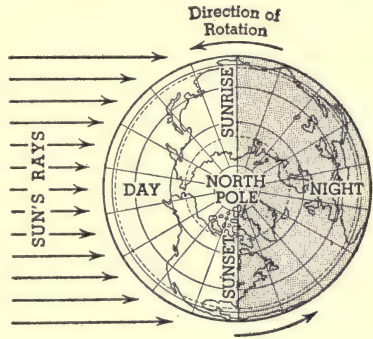 Direction of
Rotation
SUN'S RAYS
SUNRISE
DAY
NORTH
POLE
NIGHT
SUNSET